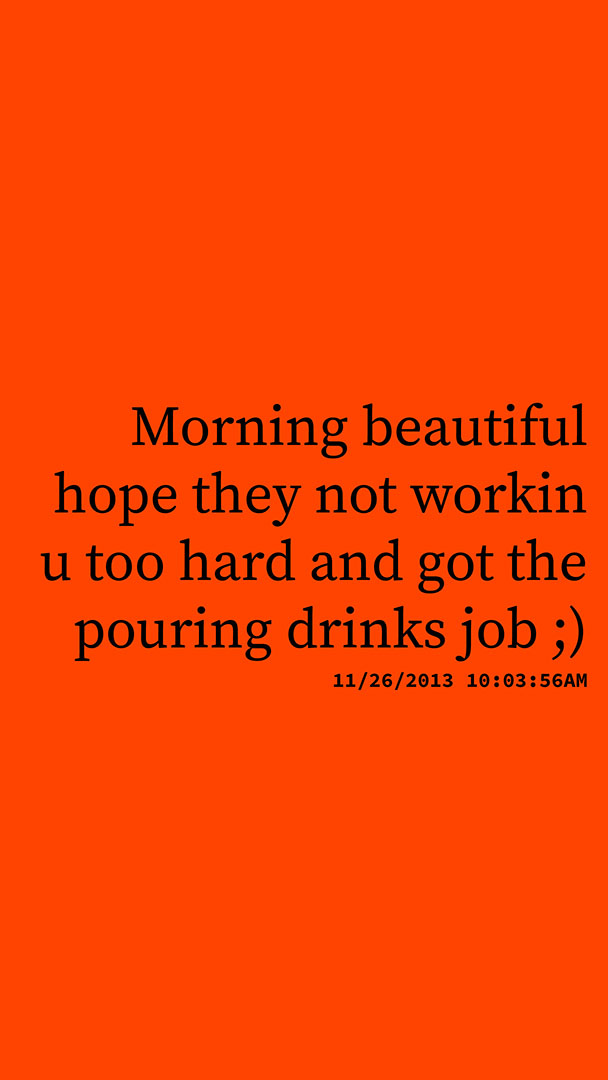 Morning beautiful
hope they not workin
u too hard and got the
pouring drinks job ;)
11/26/2013 10:03:56AM